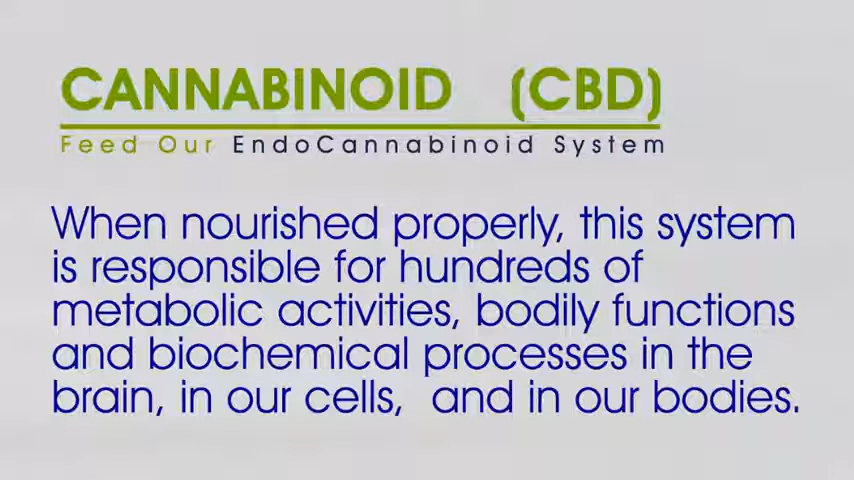 CANNABINOID (CBD)
Feed Our EndoCannabinoid System
When nourished properly, this system
is responsible for hundreds of
metabolic activities, bodily functions
and biochemical processes in the
brain, in our cells, and in our bodies.